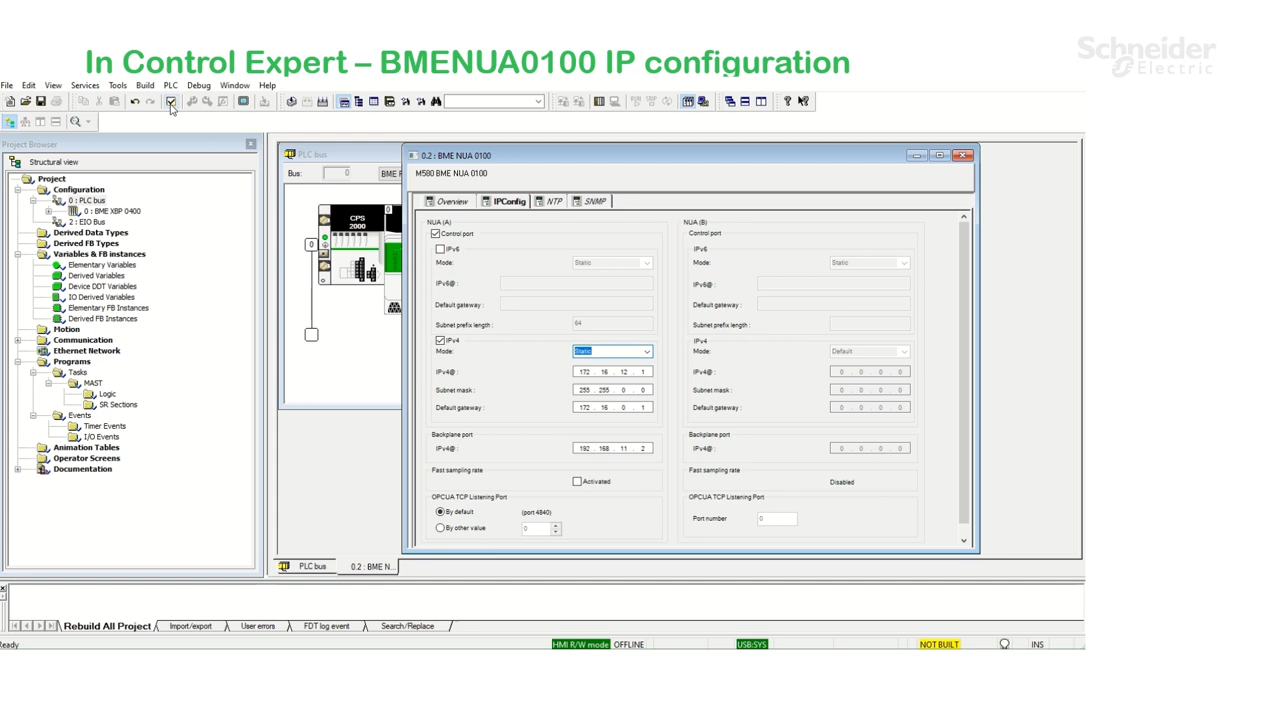 In Control Expert – BMENUA0100 IP configuration
Schneider
Electric
File Edit View Services Tools Build PLC Debug Window Help
Project Browser
Structural view
Project
Configuration
0 : PLC bus
0 : BME XBP 0400
2 : EIO Bus
Derived Data Types
Derived FB Types
Variables & FB instances
Elementary Variables
Derived Variables
Device DDT Variables
IO Derived Variables
Elementary FB Instances
Derived FB Instances
Motion
Communication
Ethernet Network
Programs
Tasks
MAST
Logic
SR Sections
Events
Timer Events
I/O Events
Animation Tables
Operator Screens
Documentation
PLC bus
Bus: 0 BME
CPS
2000
0
0
0.2 : BME NUA 0100
M580 BME NUA 0100
Overview IPConfig NTP SNMP
NUA (A)
Control port
IPv6
Mode: Static
IPv6@ :
Default gateway :
Subnet prefix length : 64
IPv4
Mode: Static
IPv4@ : 172 . 16 . 12 . 1
Subnet mask : 255 . 255 . 0 . 0
Default gateway : 172 . 16 . 0 . 1
Backplane port
IPv4@ : 192 . 168 . 11 . 2
Fast sampling rate
Activated
OPCUA TCP Listening Port
By default (port 4840)
By other value 0
NUA (B)
Control port
IPv6
Mode: Static
IPv6@ :
Default gateway :
Subnet prefix length :
IPv4
Mode: Default
IPv4@ : 0 . 0 . 0 . 0
Subnet mask : 0 . 0 . 0 . 0
Default gateway : 0 . 0 . 0 . 0
Backplane port
IPv4@ : 0 . 0 . 0 . 0
Fast sampling rate
Disabled
OPCUA TCP Listening Port
Port number 0
PLC bus 0.2 : BME N...
Rebuild All Project Import/export User errors FDT log event Search/Replace
Ready HMI R/W mode OFFLINE USB:SYS NOT BUILT INS